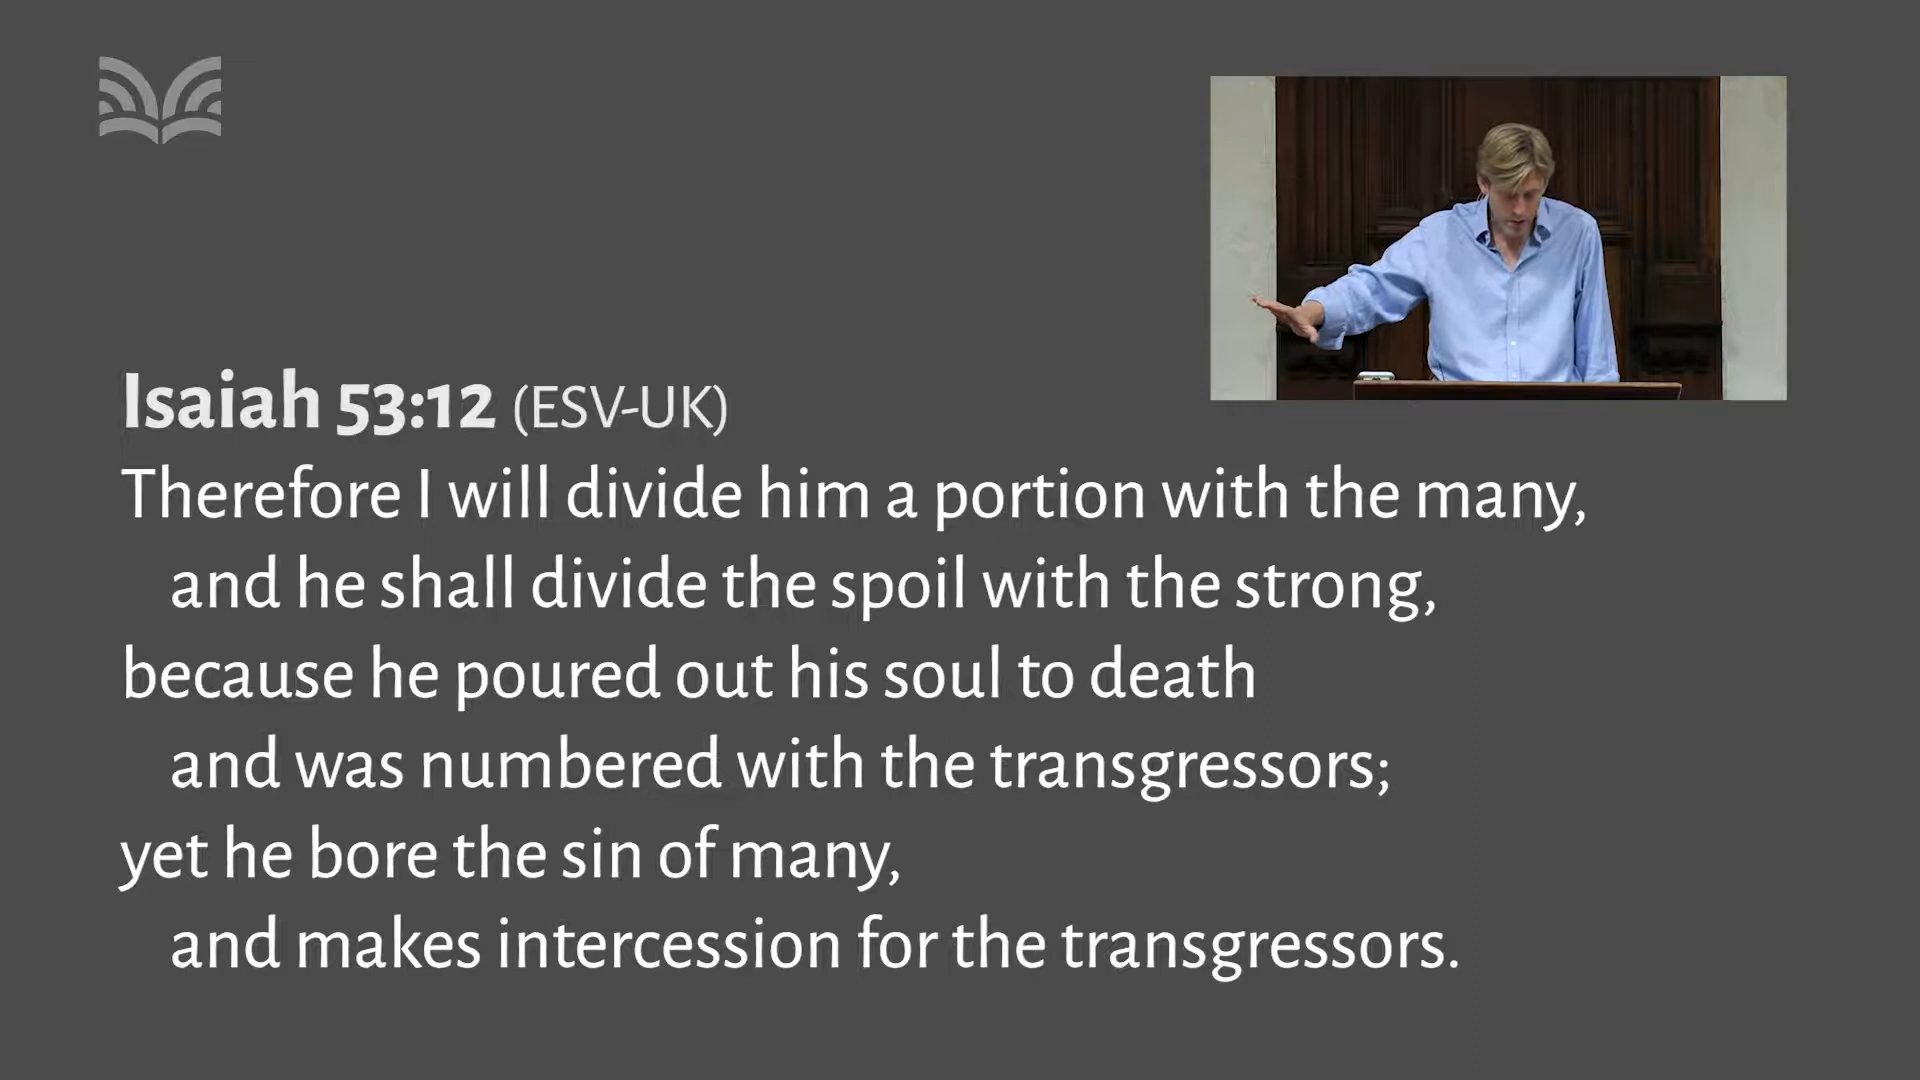 Isaiah 53:12 (ESV-UK)
Therefore I will divide him a portion with the many,
and he shall divide the spoil with the strong,
because he poured out his soul to death
and was numbered with the transgressors;
yet he bore the sin of many,
and makes intercession for the transgressors.